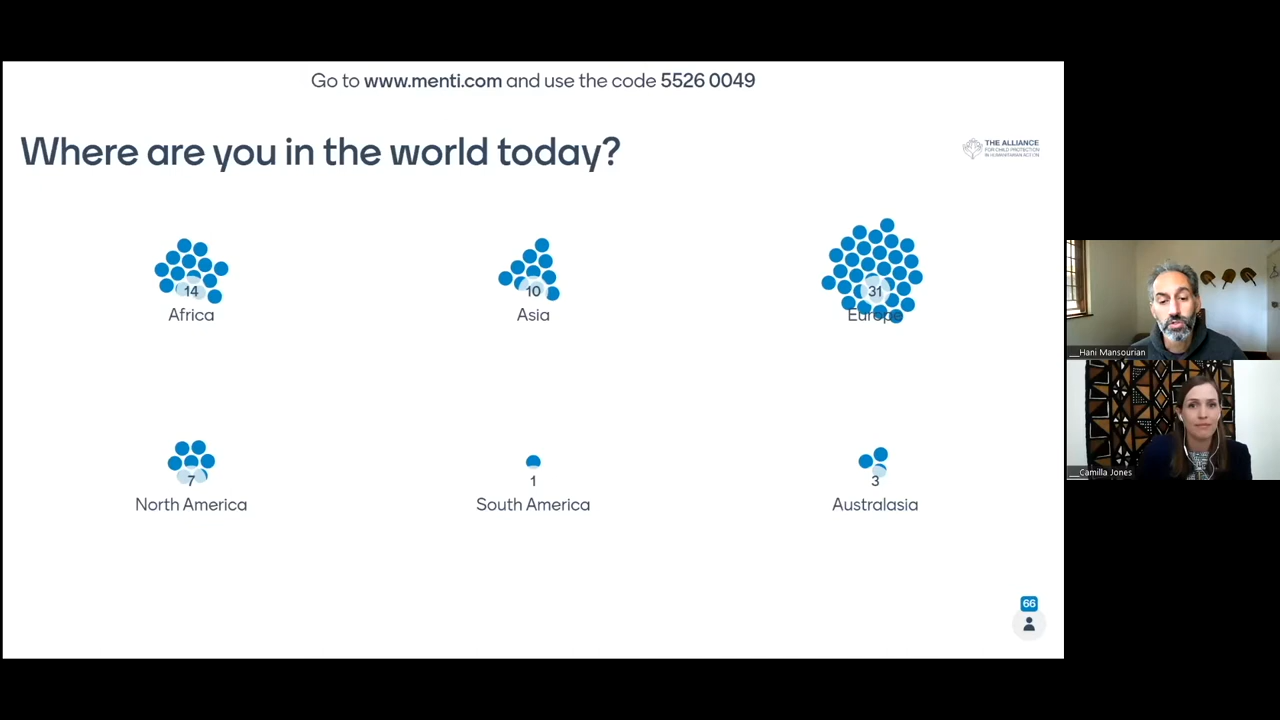 Go to www.menti.com and use the code 5526 0049
Where are you in the world today?
THE ALLIANCE
FOR CHILD PROTECTION
IN HUMANITARIAN ACTION
14
Africa
10
Asia
31
Europe
7
North America
1
South America
3
Australasia
66
__Hani Mansourian
__Camilla Jones